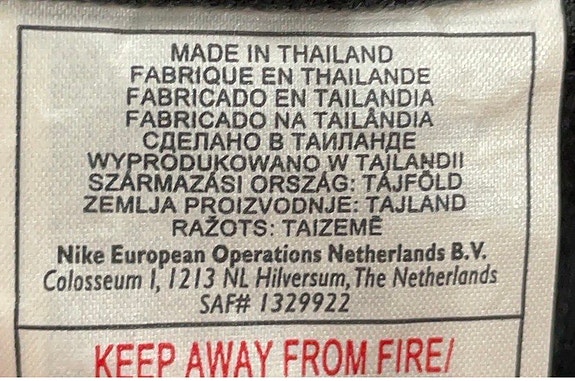 MADE IN THAILAND
FABRIQUE EN THAILANDE
FABRICADO EN TAILANDIA
FABRICADO NA TAILÂNDIA
СДЕЛАНО В ТАИЛАНДЕ
WYPRODUKOWANO W TAJLANDII
SZÁRMAZÁSI ORSZÁG: TÁJFÖLD
ZEMLJA PROIZVODNJE: TAJLAND
RAŽOTS: TAIZEMĒ
Nike European Operations Netherlands B.V.
Colosseum 1, 1213 NL Hilversum, The Netherlands
SAF# 1329922
KEEP AWAY FROM FIRE/